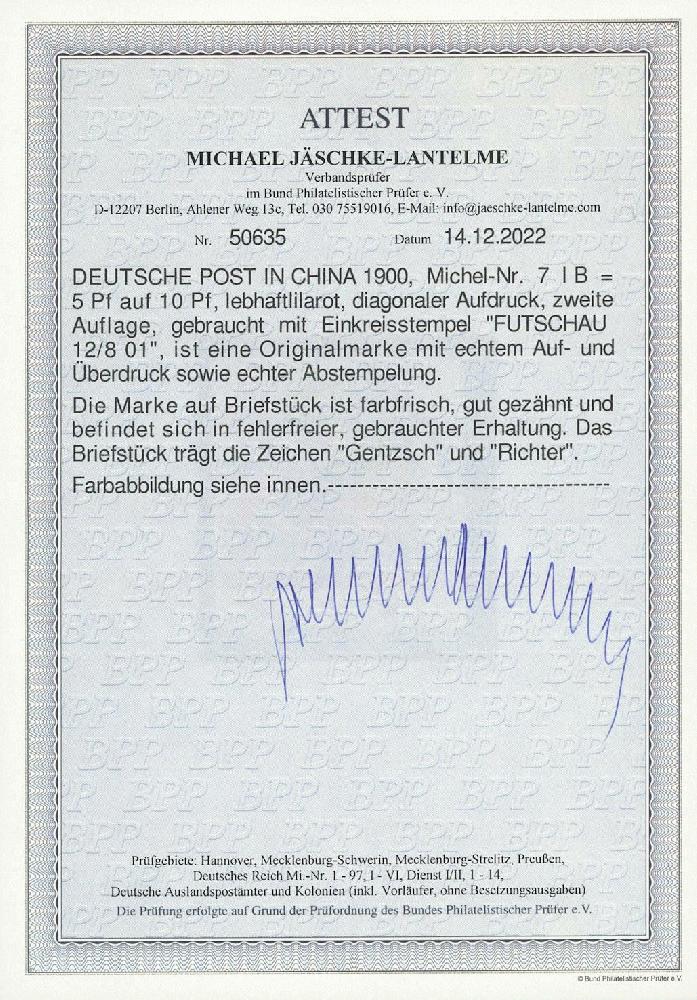 ATTEST
MICHAEL JÄSCHKE-LANTELME
Verbandsprüfer
im Bund Philatelistischer Prüfer e. V.
D-12207 Berlin, Ahlener Weg 13c, Tel. 030 75519016, E-Mail: info@jaeschke-lantelme.com
Nr. 50635 Datum 14.12.2022
DEUTSCHE POST IN CHINA 1900, Michel-Nr. 7 I B =
5 Pf auf 10 Pf, lebhaftlilarot, diagonaler Aufdruck, zweite
Auflage, gebraucht mit Einkreisstempel "FUTSCHAU
12/8 01", ist eine Originalmarke mit echtem Auf- und
Überdruck sowie echter Abstempelung.
Die Marke auf Briefstück ist farbfrisch, gut gezähnt und
befindet sich in fehlerfreier, gebrauchter Erhaltung. Das
Briefstück trägt die Zeichen "Gentzsch" und "Richter".
Farbabbildung siehe innen.------------------------------------
Prüfgebiete: Hannover, Mecklenburg-Schwerin, Mecklenburg-Strelitz, Preußen,
Deutsches Reich Mi.-Nr. 1 - 97, I - VI, Dienst I/II, 1 - 14,
Deutsche Auslandspostämter und Kolonien (inkl. Vorläufer, ohne Besetzungsausgaben)
Die Prüfung erfolgte auf Grund der Prüfordnung des Bundes Philatelistischer Prüfer e.V.
© Bund Philatelistischer Prüfer e.V.